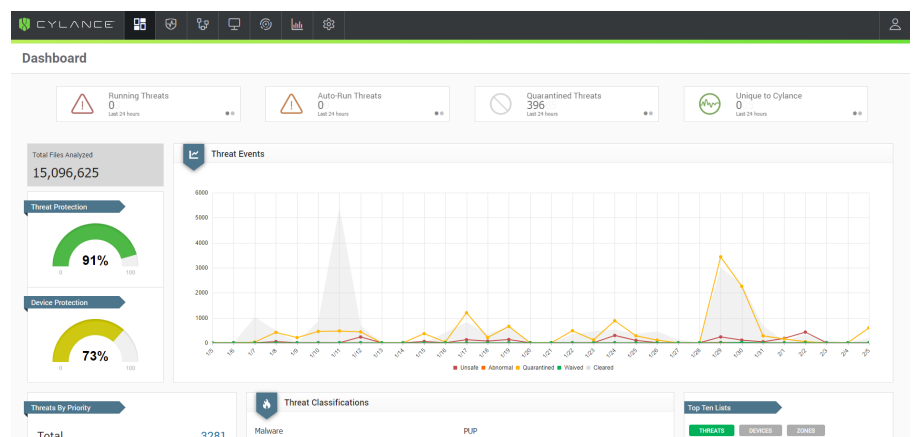 CYLANCE
Dashboard
Running Threats
0
Last 24 hours
Auto-Run Threats
0
Last 24 hours
Quarantined Threats
396
Last 24 hours
Unique to Cylance
0
Last 24 hours
Total Files Analyzed
15,096,625
Threat Protection
91%
0 100
Device Protection
73%
0 100
Threat Events
6000
5000
4000
3000
2000
1000
0
1/5 1/6 1/7 1/8 1/9 1/10 1/11 1/12 1/13 1/14 1/15 1/16 1/17 1/18 1/19 1/20 1/21 1/22 1/23 1/24 1/25 1/26 1/27 1/28 1/29 1/30 1/31 2/1 2/2 2/3 2/4 2/5
Unsafe Abnormal Quarantined Waived Cleared
Threats By Priority
Total 3281
Threat Classifications
Malware PUP
Top Ten Lists
THREATS DEVICES ZONES